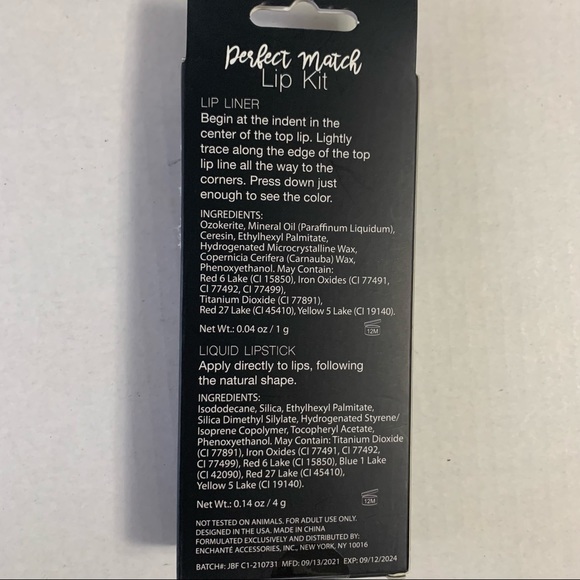 Perfect Match
Lip Kit
LIP LINER
Begin at the indent in the
center of the top lip. Lightly
trace along the edge of the top
lip line all the way to the
corners. Press down just
enough to see the color.
INGREDIENTS:
Ozokerite, Mineral Oil (Paraffinum Liquidum),
Ceresin, Ethylhexyl Palmitate,
Hydrogenated Microcrystalline Wax,
Copernicia Cerifera (Carnauba) Wax,
Phenoxyethanol. May Contain:
Red 6 Lake (CI 15850), Iron Oxides (CI 77491,
CI 77492, CI 77499),
Titanium Dioxide (CI 77891),
Red 27 Lake (CI 45410), Yellow 5 Lake (CI 19140).
Net Wt.: 0.04 oz / 1 g
12M
LIQUID LIPSTICK
Apply directly to lips, following
the natural shape.
INGREDIENTS:
Isododecane, Silica, Ethylhexyl Palmitate,
Silica Dimethyl Silylate, Hydrogenated Styrene/
Isoprene Copolymer, Tocopheryl Acetate,
Phenoxyethanol. May Contain: Titanium Dioxide
(CI 77891), Iron Oxides (CI 77491, CI 77492,
CI 77499), Red 6 Lake (CI 15850), Blue 1 Lake
(CI 42090), Red 27 Lake (CI 45410),
Yellow 5 Lake (CI 19140).
Net Wt.: 0.14 oz / 4 g
12M
NOT TESTED ON ANIMALS. FOR ADULT USE ONLY.
DESIGNED IN THE USA. MADE IN CHINA
FORMULATED EXCLUSIVELY AND DISTRIBUTED BY:
ENCHANTÉ ACCESSORIES, INC., NEW YORK, NY 10016
BATCH#: JBF C1-210731 MFD: 09/13/2021 EXP: 09/12/2024